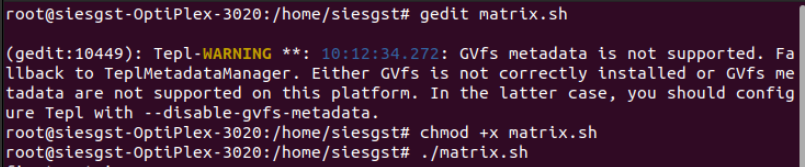 root@siesgst-OptiPlex-3020:/home/siesgst# gedit matrix.sh
(gedit:10449): Tepl-WARNING **: 10:12:34.272: GVfs metadata is not supported. Fa
llback to TeplMetadataManager. Either GVfs is not correctly installed or GVfs me
tadata are not supported on this platform. In the latter case, you should config
ure Tepl with --disable-gvfs-metadata.
root@siesgst-OptiPlex-3020:/home/siesgst# chmod +x matrix.sh
root@siesgst-OptiPlex-3020:/home/siesgst# ./matrix.sh